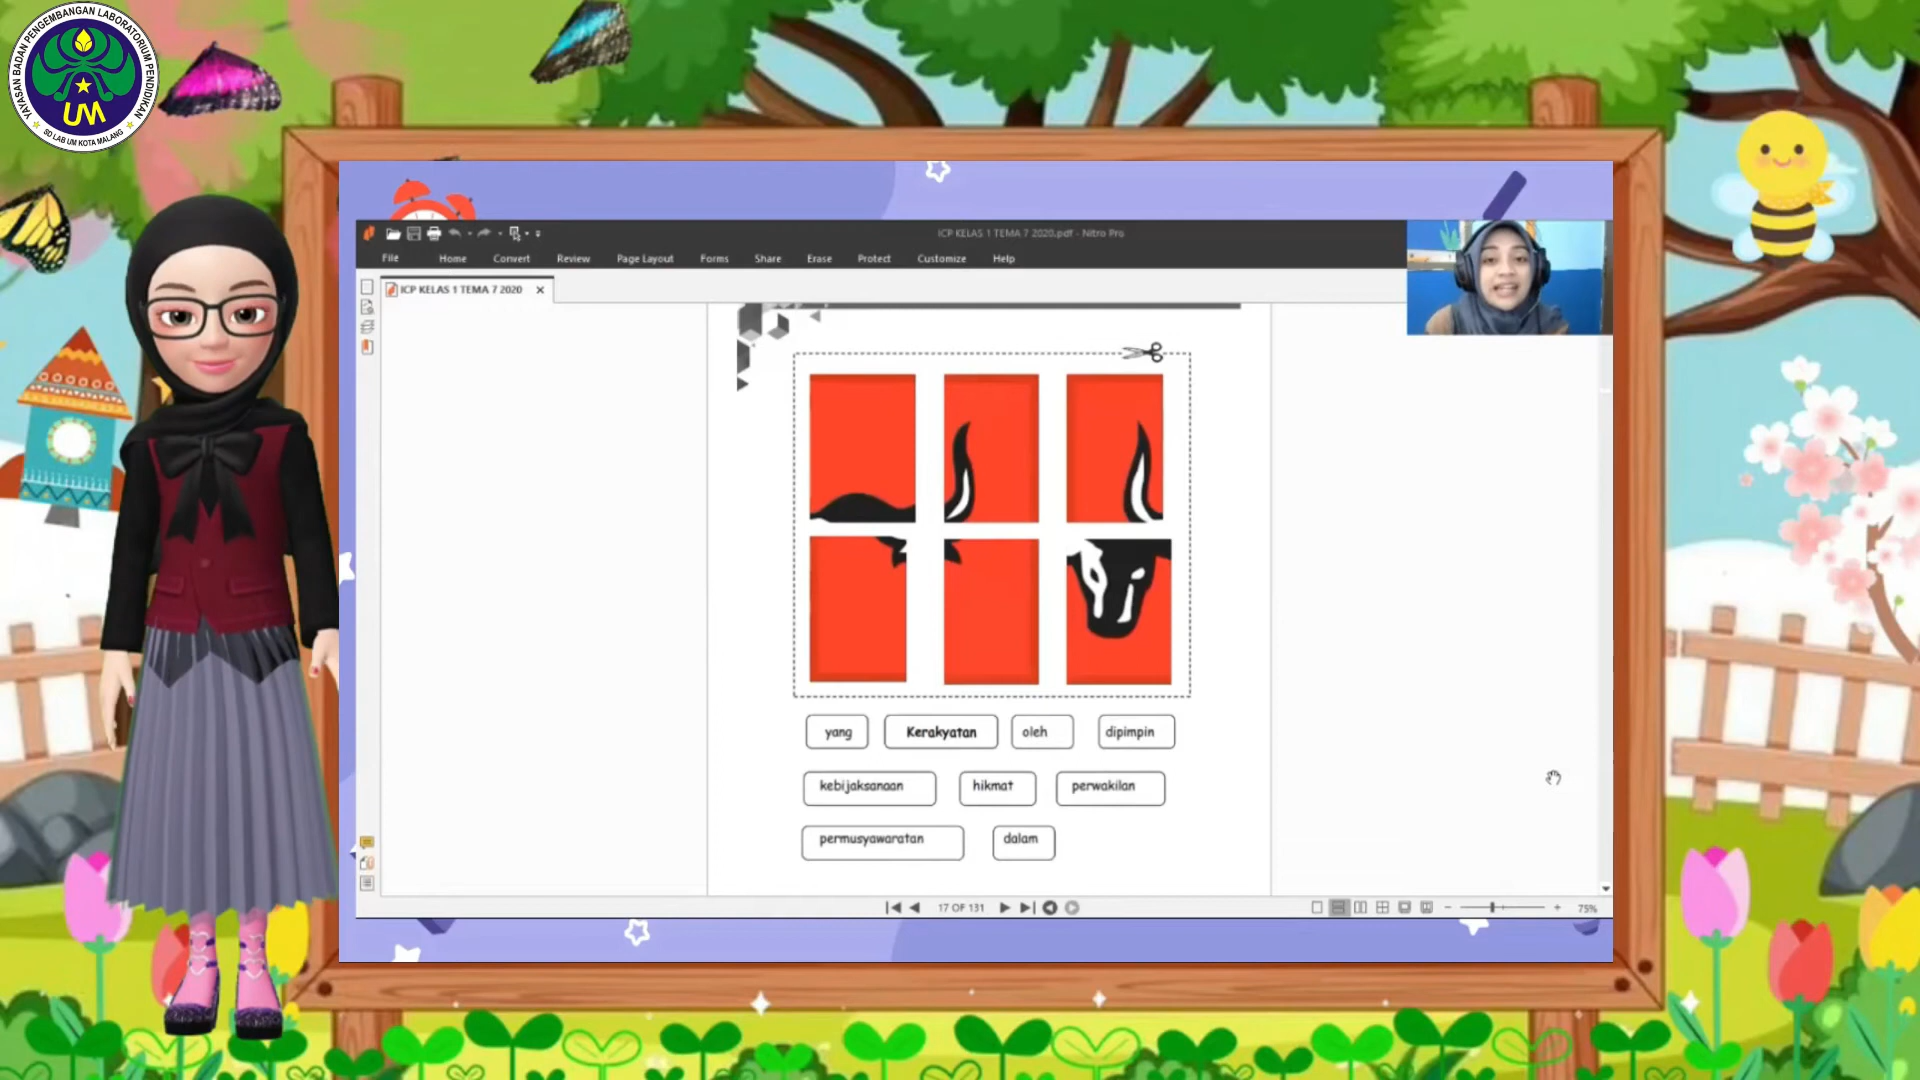 YAYASAN BADAN PENGEMBANGAN LABORATORIUM PENDIDIKAN
UM
SD LAB UM KOTA MALANG
ICP KELAS 1 TEMA 7 2020.pdf - Nitro Pro
File Home Convert Review Page Layout Forms Share Erase Protect Customize Help
ICP KELAS 1 TEMA 7 2020
yang Kerakyatan oleh dipimpin
kebijaksanaan hikmat perwakilan
permusyawaratan dalam
17 OF 131
75%